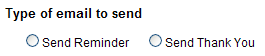 Type of email to send
Send Reminder Send Thank You